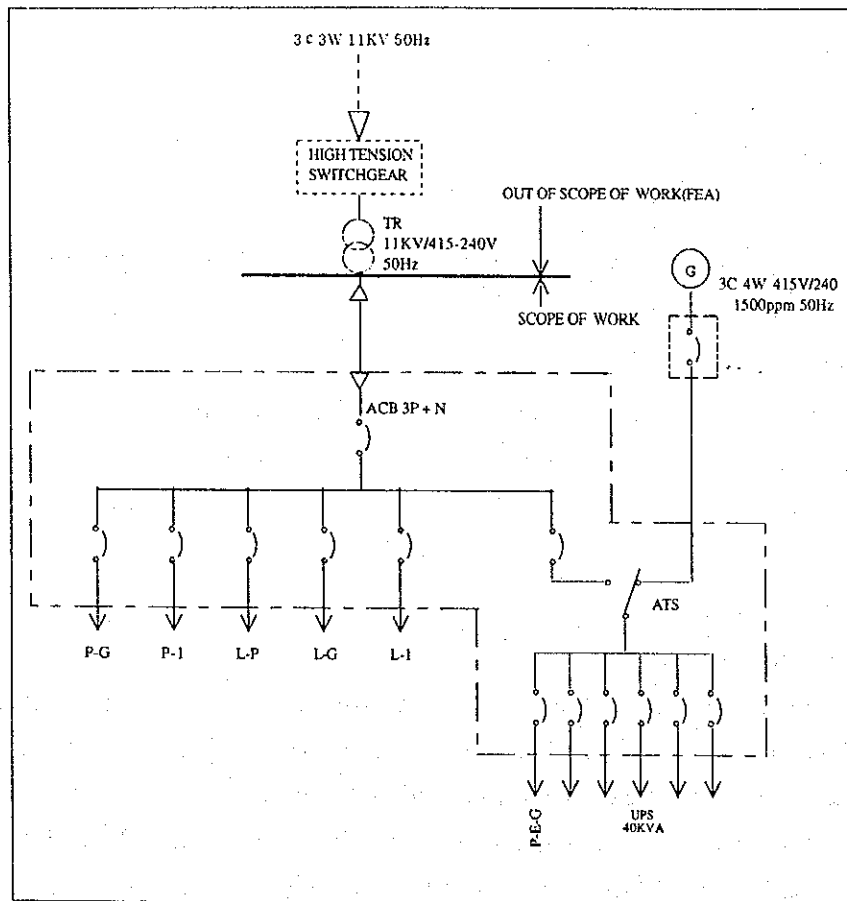 3 ¢ 3W 11KV 50Hz
HIGH TENSION
SWITCHGEAR
OUT OF SCOPE OF WORK(FEA)
TR
11KV/415-240V
50Hz
G
3C 4W 415V/240
1500ppm 50Hz
SCOPE OF WORK
ACB 3P + N
ATS
P-G
P-1
L-P
L-G
L-1
P-E-G
UPS
40KVA